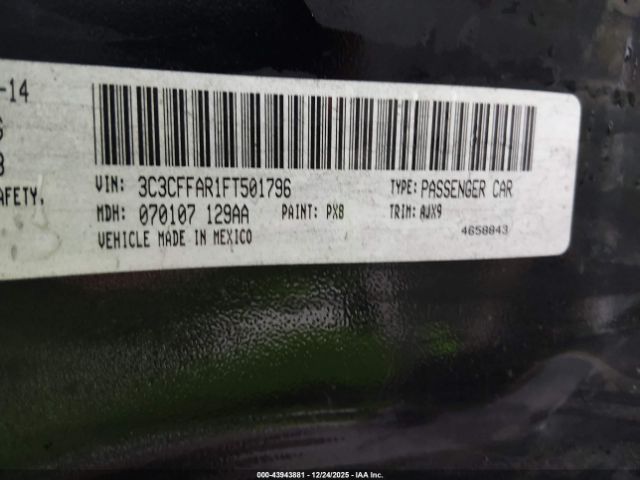 -14
AFETY.
VIN: 3C3CFFAR1FT501796
TYPE: PASSENGER CAR
MDH: 070107 129AA
PAINT: PX8
TRIM: AJX9
VEHICLE MADE IN MEXICO
4658843
000-43943881 • 12/24/2025 • IAA Inc.